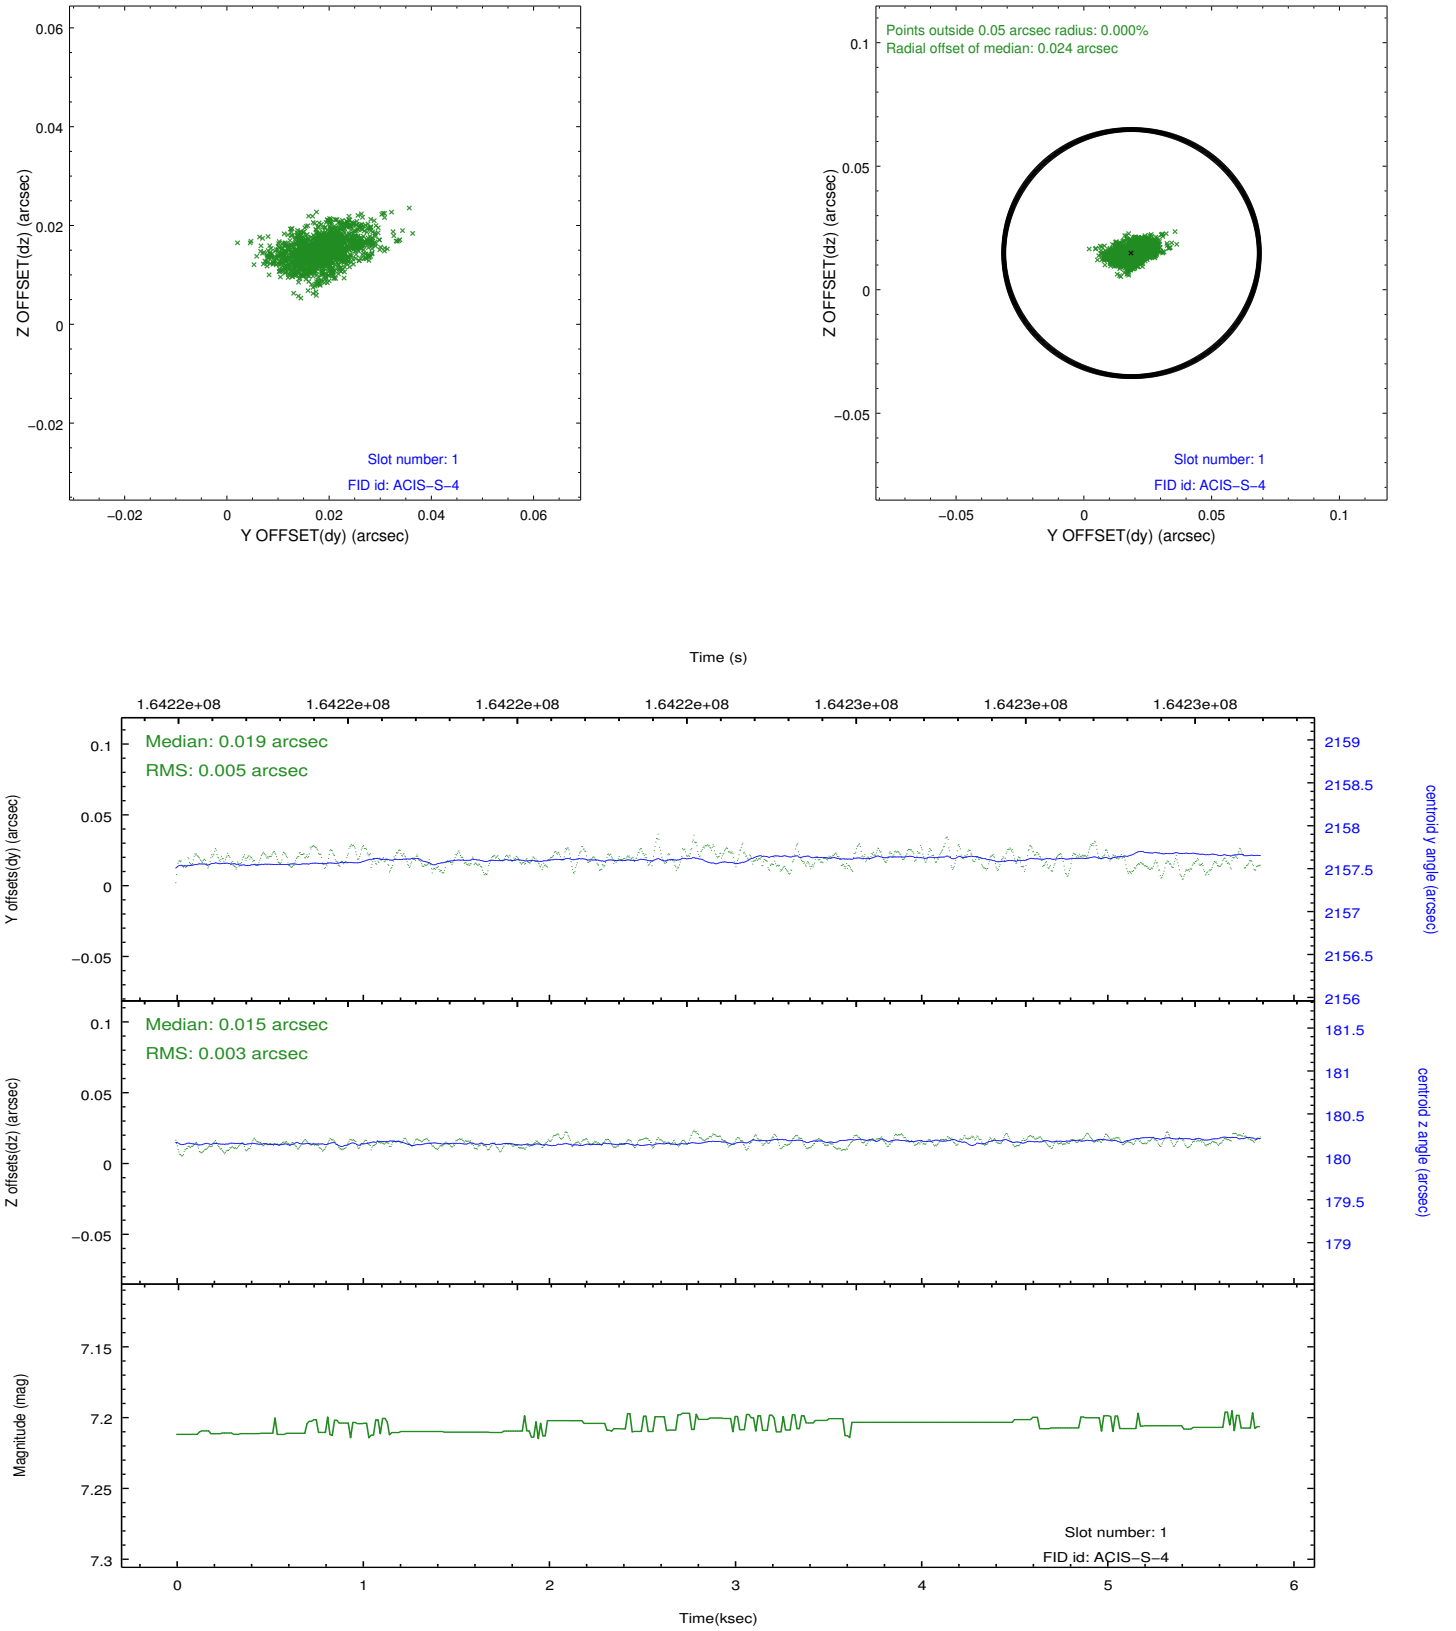 0.06
0.04
0.02
0
−0.02
Z OFFSET(dz) (arcsec)
Slot number: 1
FID id: ACIS−S−4
−0.02 0 0.02 0.04 0.06
Y OFFSET(dy) (arcsec)
Points outside 0.05 arcsec radius: 0.000%
Radial offset of median: 0.024 arcsec
0.1
0.05
0
−0.05
Z OFFSET(dz) (arcsec)
Slot number: 1
FID id: ACIS−S−4
−0.05 0 0.05 0.1
Y OFFSET(dy) (arcsec)
Time (s)
1.6422e+08 1.6422e+08 1.6422e+08 1.6422e+08 1.6423e+08 1.6423e+08 1.6423e+08
Median: 0.019 arcsec
RMS: 0.005 arcsec
0.1
0.05
0
−0.05
Y offsets(dy) (arcsec)
2159
2158.5
2158
2157.5
2157
2156.5
2156
centroid y angle (arcsec)
Median: 0.015 arcsec
RMS: 0.003 arcsec
0.1
0.05
0
−0.05
Z offsets(dz) (arcsec)
181.5
181
180.5
180
179.5
179
centroid z angle (arcsec)
7.15
7.2
7.25
7.3
Magnitude (mag)
Slot number: 1
FID id: ACIS−S−4
0 1 2 3 4 5 6
Time(ksec)